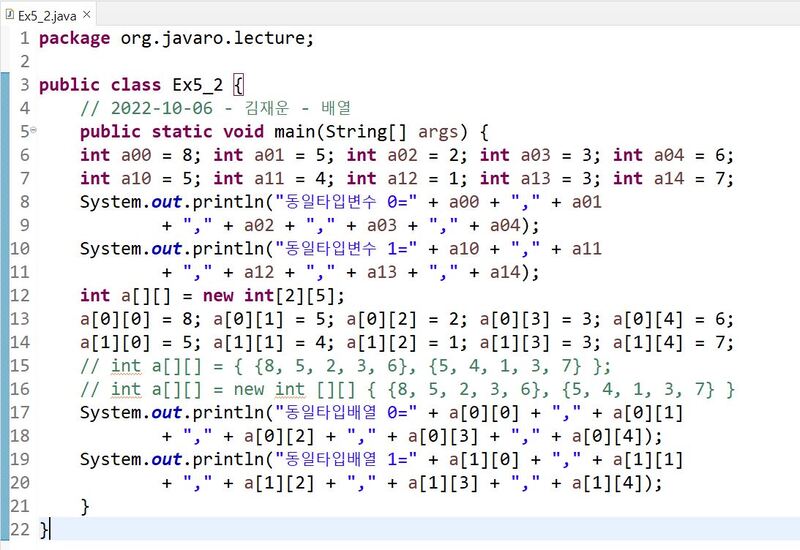 Ex5_2.java
1 package org.javaro.lecture;
2
3 public class Ex5_2 {
4     // 2022-10-06 - 김재운 - 배열
5     public static void main(String[] args) {
6     int a00 = 8; int a01 = 5; int a02 = 2; int a03 = 3; int a04 = 6;
7     int a10 = 5; int a11 = 4; int a12 = 1; int a13 = 3; int a14 = 7;
8     System.out.println("동일타입변수 0=" + a00 + "," + a01
9             + "," + a02 + "," + a03 + "," + a04);
10     System.out.println("동일타입변수 1=" + a10 + "," + a11
11             + "," + a12 + "," + a13 + "," + a14);
12     int a[][] = new int[2][5];
13     a[0][0] = 8; a[0][1] = 5; a[0][2] = 2; a[0][3] = 3; a[0][4] = 6;
14     a[1][0] = 5; a[1][1] = 4; a[1][2] = 1; a[1][3] = 3; a[1][4] = 7;
15     // int a[][] = { {8, 5, 2, 3, 6}, {5, 4, 1, 3, 7} };
16     // int a[][] = new int [][] { {8, 5, 2, 3, 6}, {5, 4, 1, 3, 7} }
17     System.out.println("동일타입배열 0=" + a[0][0] + "," + a[0][1]
18             + "," + a[0][2] + "," + a[0][3] + "," + a[0][4]);
19     System.out.println("동일타입배열 1=" + a[1][0] + "," + a[1][1]
20             + "," + a[1][2] + "," + a[1][3] + "," + a[1][4]);
21     }
22 }